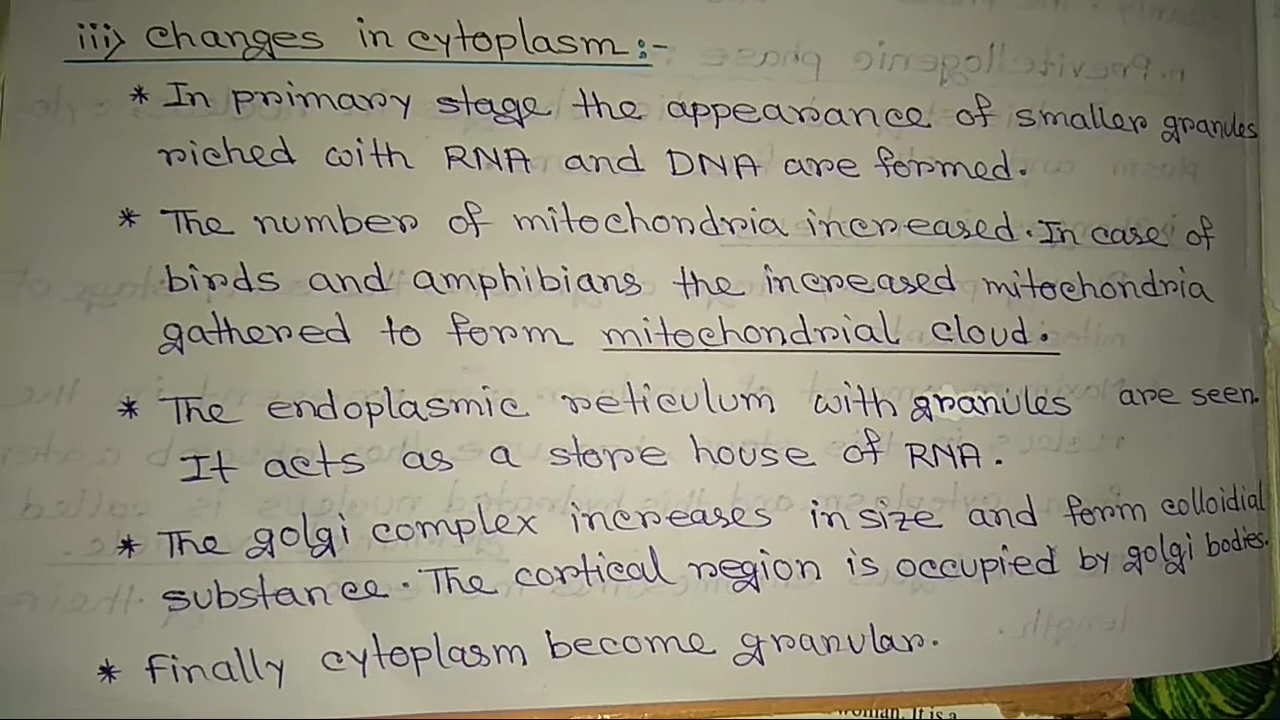 iii) Changes in cytoplasm :-
* In primary stage the appearance of smaller granules
riched with RNA and DNA are formed.
* The number of mitochondria increased. In case of
birds and amphibians the increased mitochondria
gathered to form mitochondrial cloud.
* The endoplasmic reticulum with granules are seen.
It acts as a store house of RNA.
* The golgi complex increases in size and form colloidial
substance. The cortical region is occupied by golgi bodies.
* Finally cytoplasm become granular.
woman. It is a